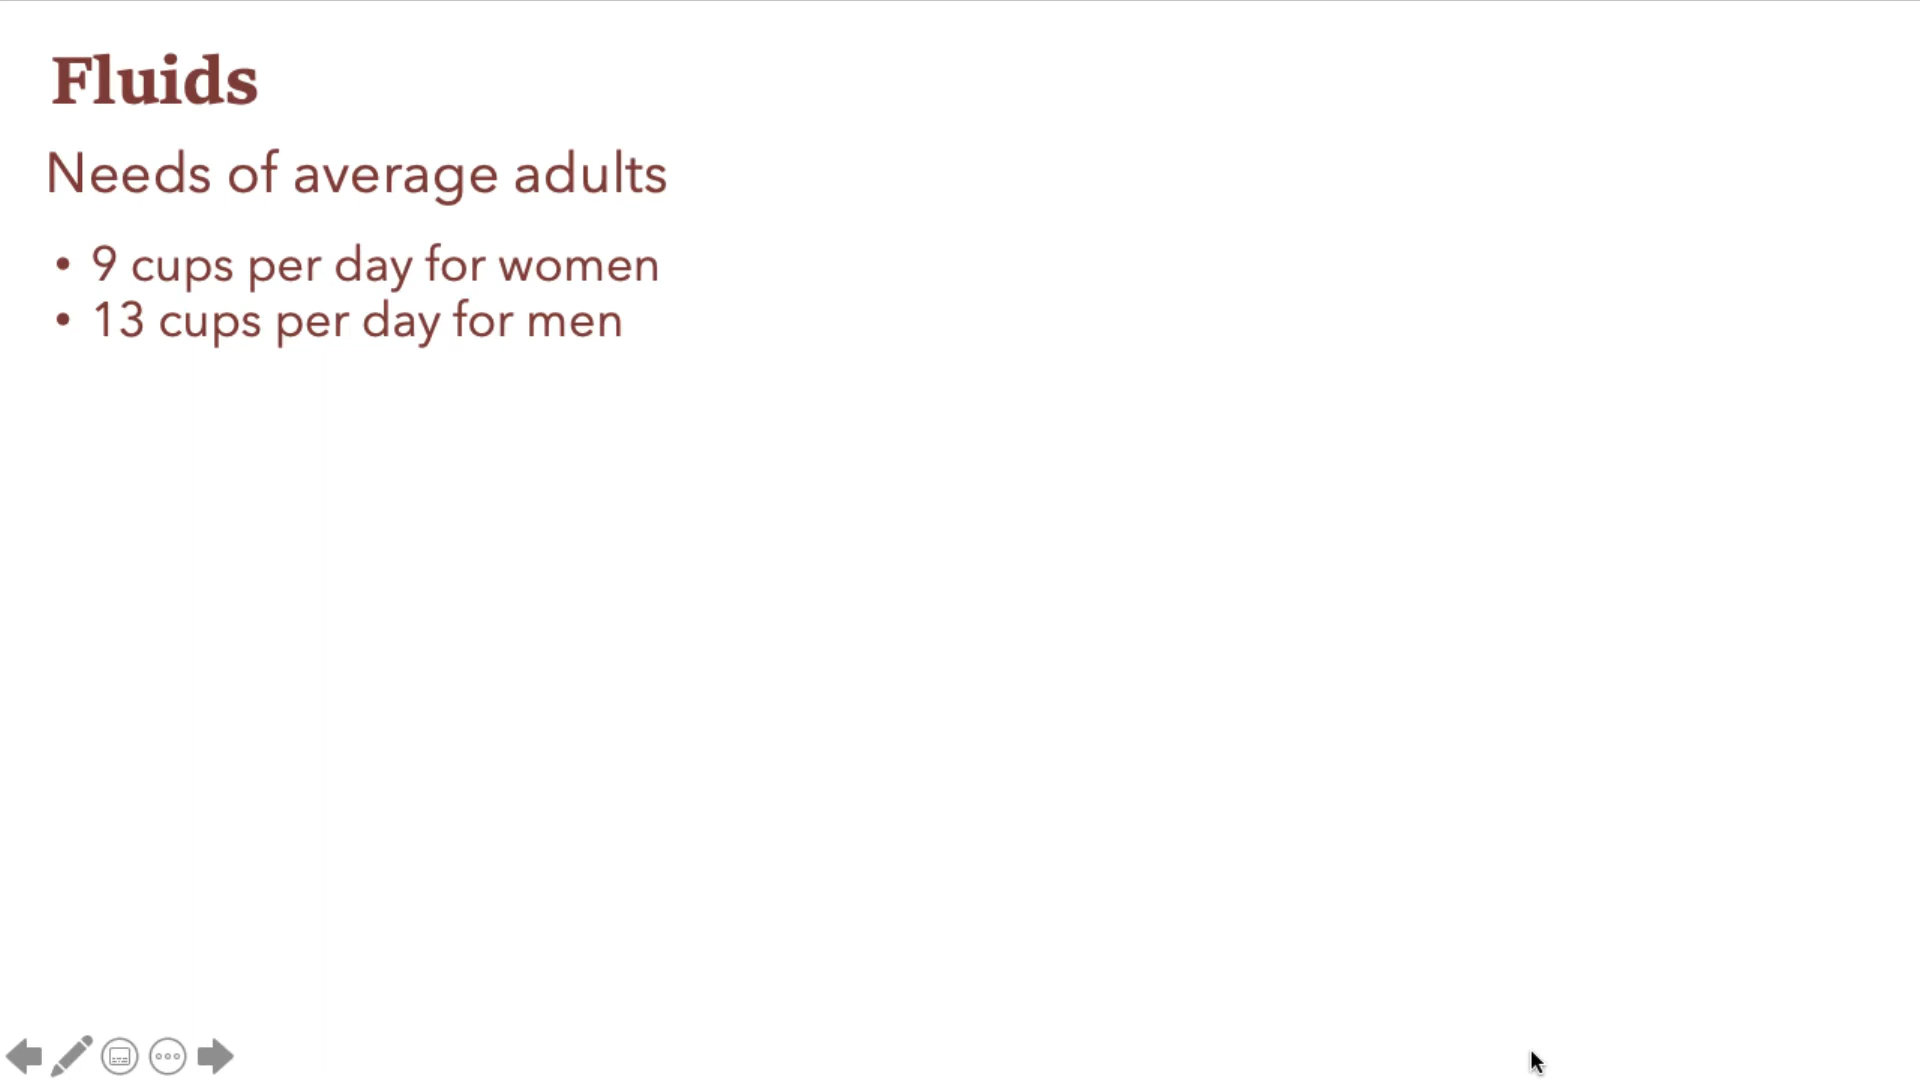 Fluids
Needs of average adults
• 9 cups per day for women
• 13 cups per day for men